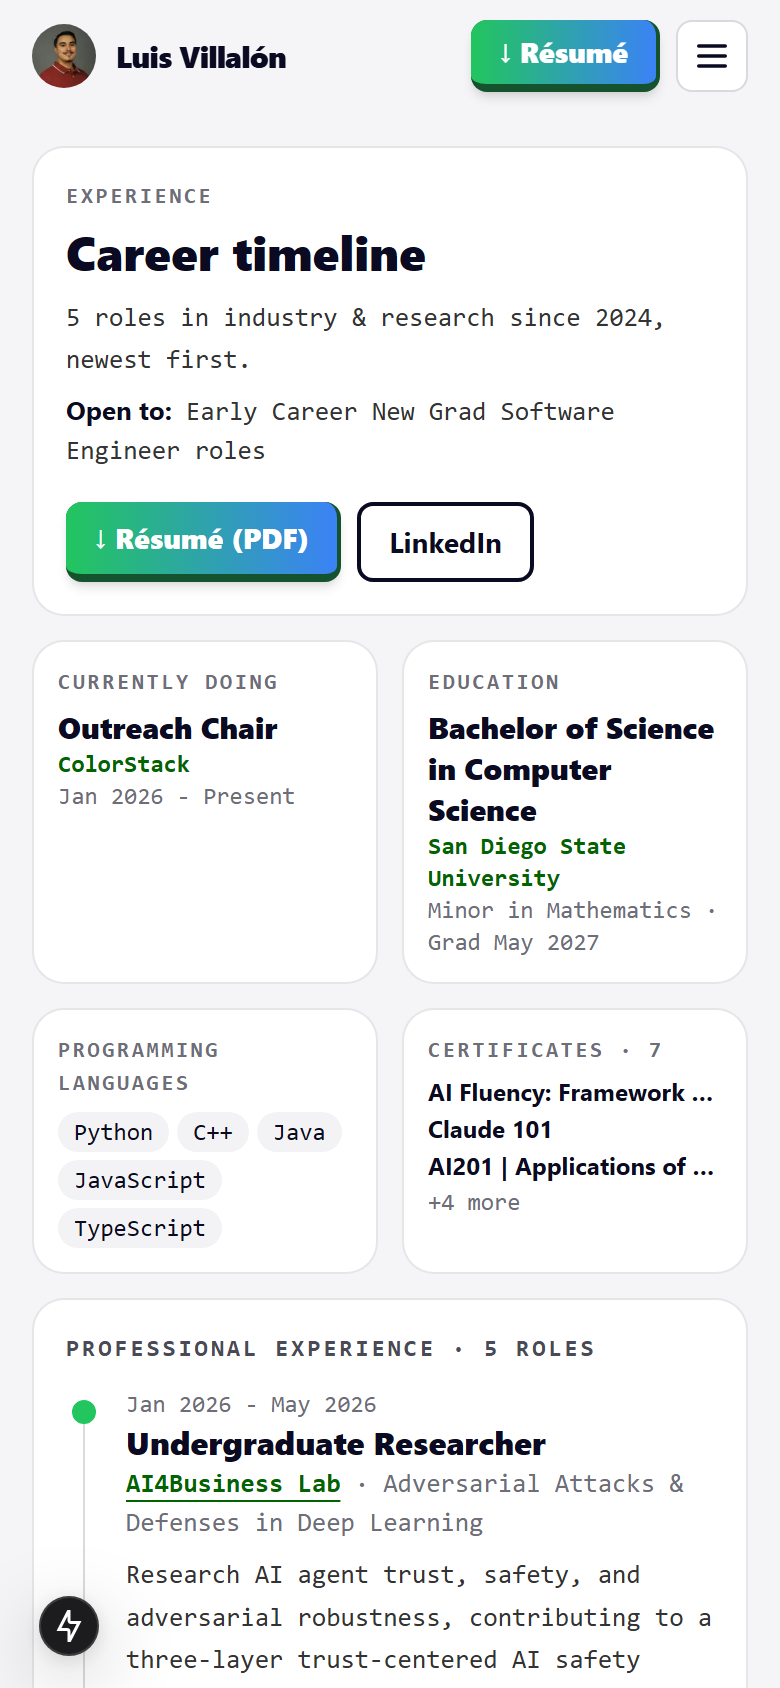 Luis Villalón
↓ Résumé
EXPERIENCE
Career timeline
5 roles in industry & research since 2024,
newest first.
Open to: Early Career New Grad Software
Engineer roles
↓ Résumé (PDF)
LinkedIn
CURRENTLY DOING
Outreach Chair
ColorStack
Jan 2026 - Present
EDUCATION
Bachelor of Science
in Computer
Science
San Diego State
University
Minor in Mathematics ·
Grad May 2027
PROGRAMMING
LANGUAGES
Python C++ Java
JavaScript
TypeScript
CERTIFICATES · 7
AI Fluency: Framework ...
Claude 101
AI201 | Applications of ...
+4 more
PROFESSIONAL EXPERIENCE · 5 ROLES
Jan 2026 - May 2026
Undergraduate Researcher
AI4Business Lab · Adversarial Attacks &
Defenses in Deep Learning
Research AI agent trust, safety, and
adversarial robustness, contributing to a
three-layer trust-centered AI safety